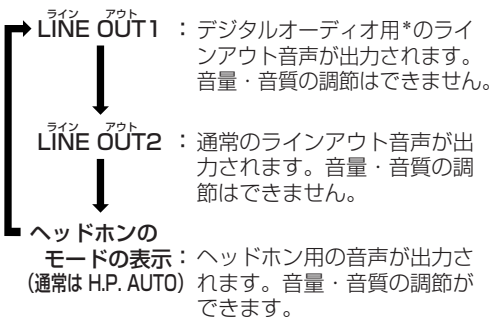 ライン アウト
LINE OUT1 : デジタルオーディオ用*のライ
ンアウト音声が出力されます。
音量・音質の調節はできません。
ライン アウト
LINE OUT2 : 通常のラインアウト音声が出
力されます。音量・音質の調
節はできません。
ヘッドホンの
モードの表示 : ヘッドホン用の音声が出力さ
(通常は H.P. AUTO) れます。音量・音質の調節が
できます。